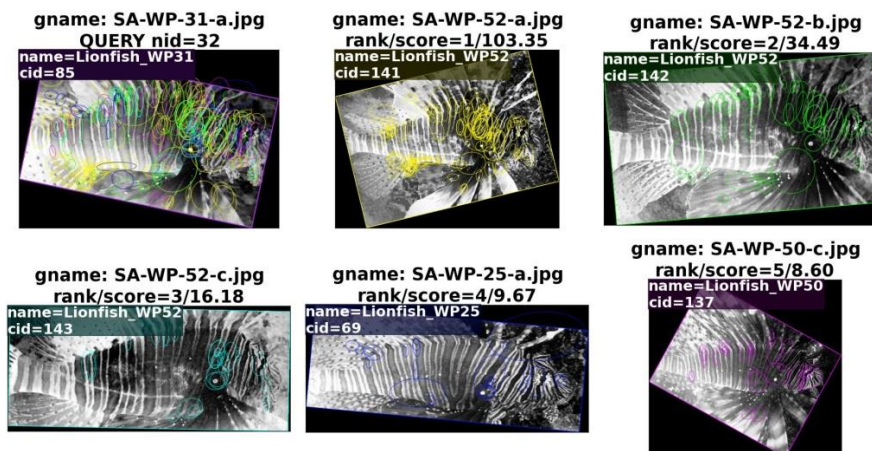 gname: SA-WP-31-a.jpg
QUERY nid=32
name=Lionfish_WP31
cid=85
gname: SA-WP-52-a.jpg
rank/score=1/103.35
name=Lionfish_WP52
cid=141
gname: SA-WP-52-b.jpg
rank/score=2/34.49
name=Lionfish_WP52
cid=142
gname: SA-WP-52-c.jpg
rank/score=3/16.18
name=Lionfish_WP52
cid=143
gname: SA-WP-25-a.jpg
rank/score=4/9.67
name=Lionfish_WP25
cid=69
gname: SA-WP-50-c.jpg
rank/score=5/8.60
name=Lionfish_WP50
cid=137